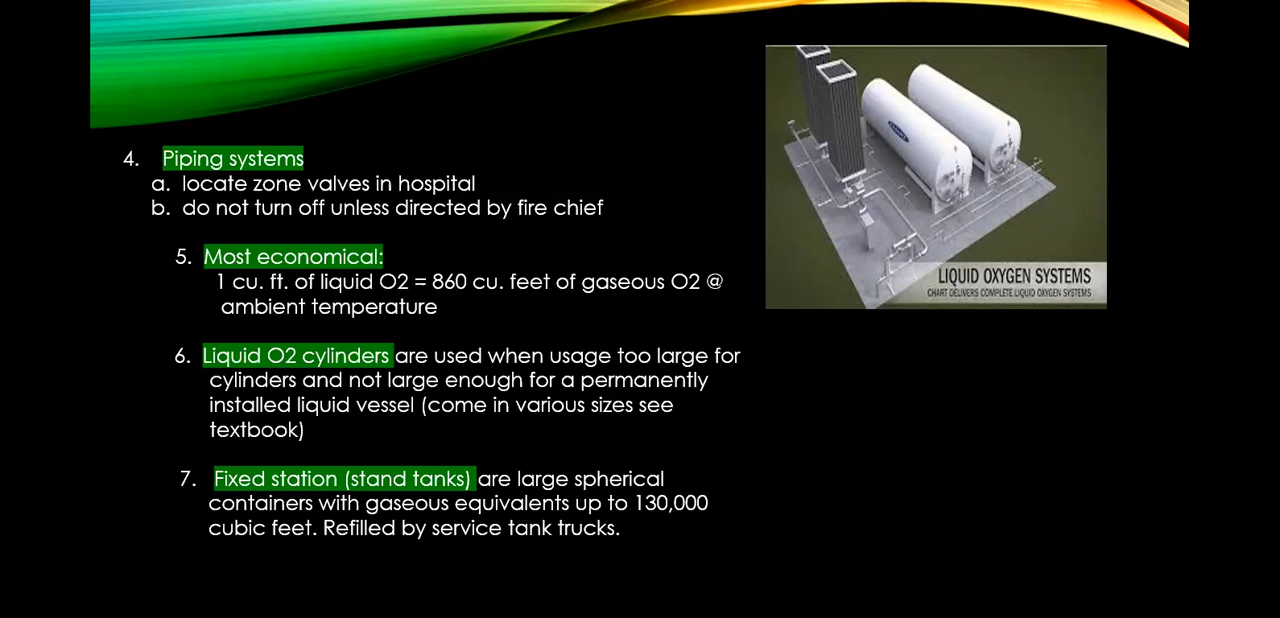 4. Piping systems
a. locate zone valves in hospital
b. do not turn off unless directed by fire chief
5. Most economical:
1 cu. ft. of liquid O2 = 860 cu. feet of gaseous O2 @
ambient temperature
6. Liquid O2 cylinders are used when usage too large for
cylinders and not large enough for a permanently
installed liquid vessel (come in various sizes see
textbook)
7. Fixed station (stand tanks) are large spherical
containers with gaseous equivalents up to 130,000
cubic feet. Refilled by service tank trucks.
LIQUID OXYGEN SYSTEMS
CHART DELIVERS COMPLETE LIQUID OXYGEN SYSTEMS